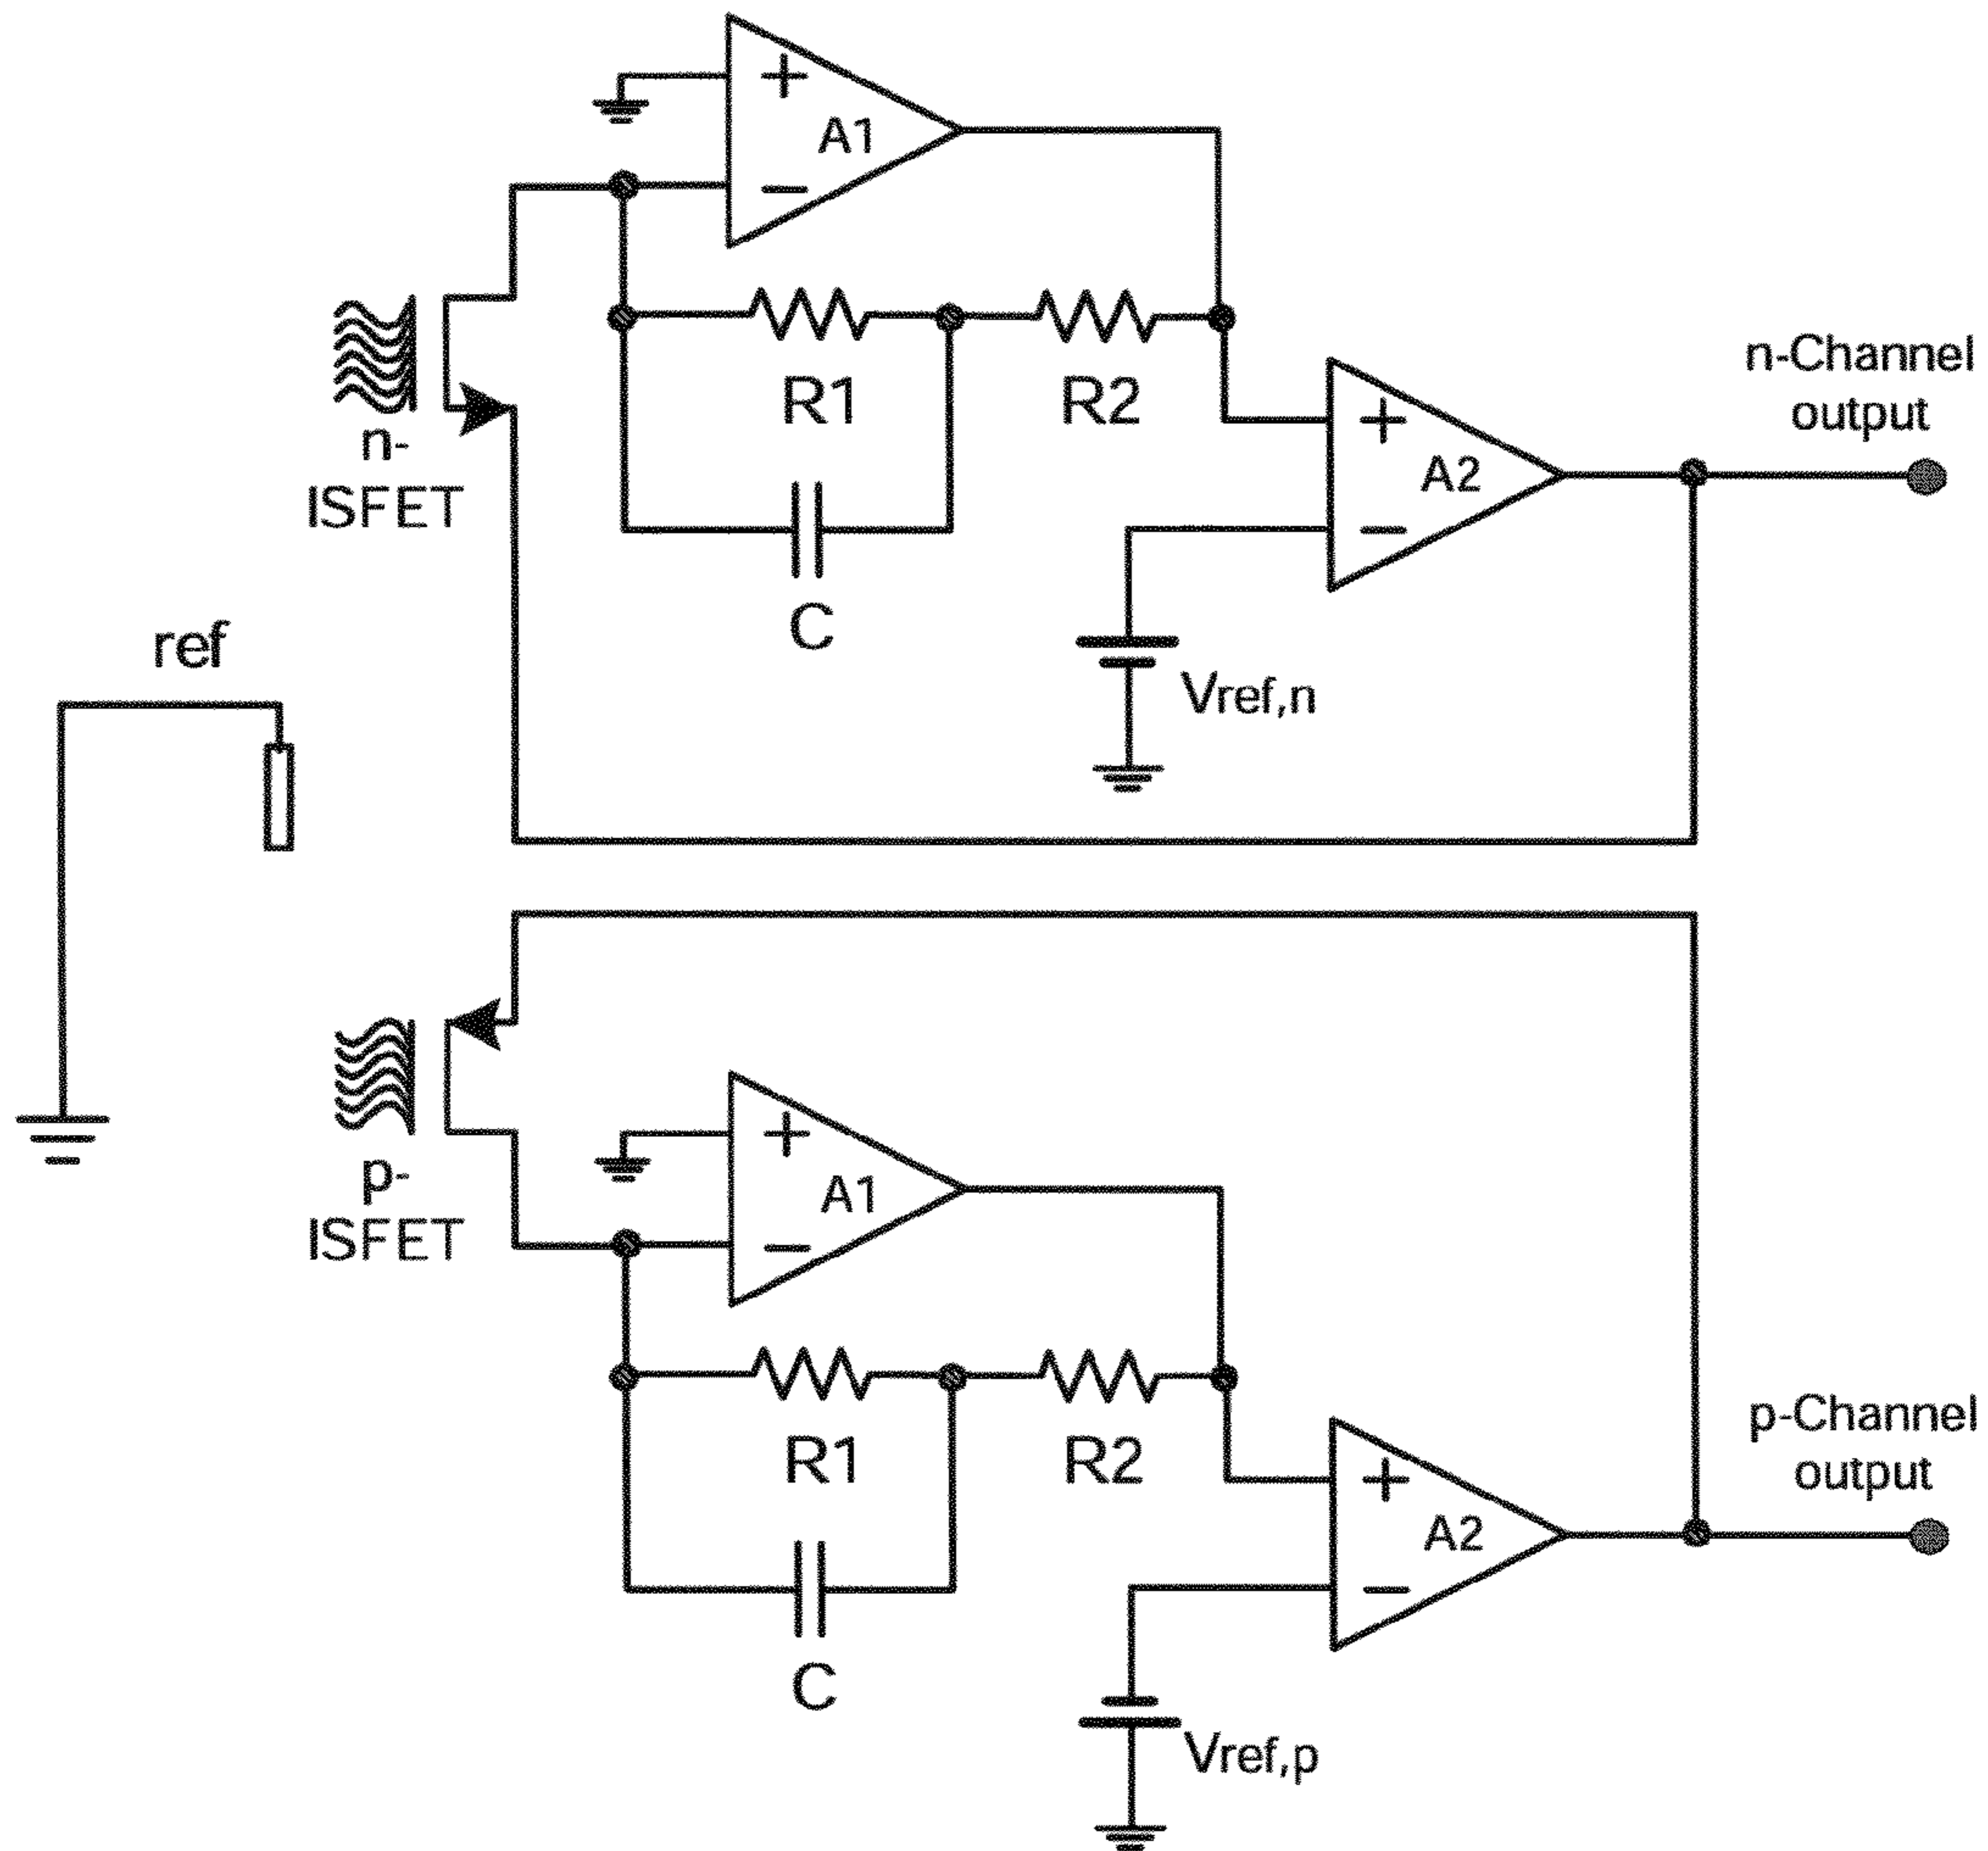 +
A1
−
n-Channel
output
R1
R2
n-
ISFET
+
A2
−
C
ref
Vref,n
+
A1
−
p-
ISFET
p-Channel
output
R1
R2
+
A2
−
C
Vref,p